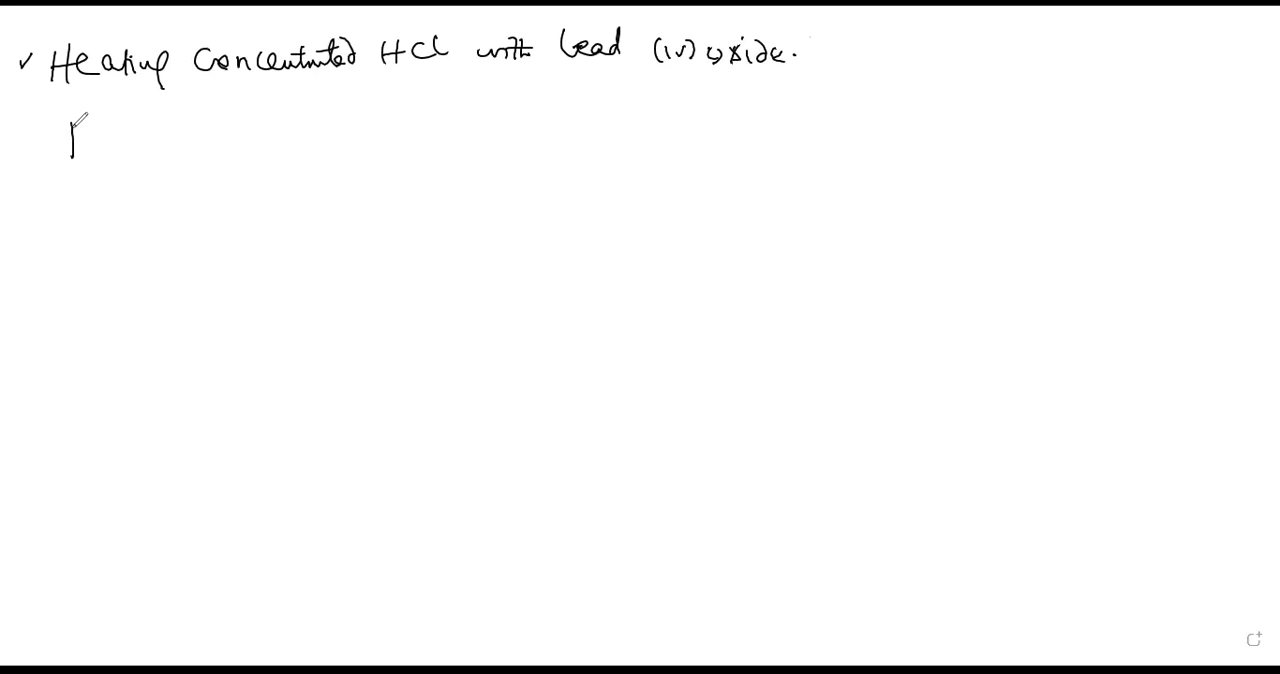 ✓ Heating Concentrated HCl with lead (iv) oxide.